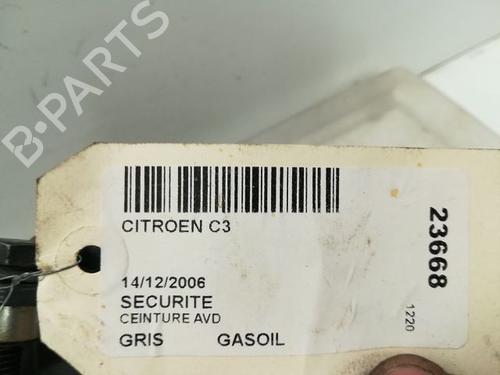 B-PARTS
CITROEN C3
14/12/2006
SECURITE
CEINTURE AVD
GRIS GASOIL
23668
1220